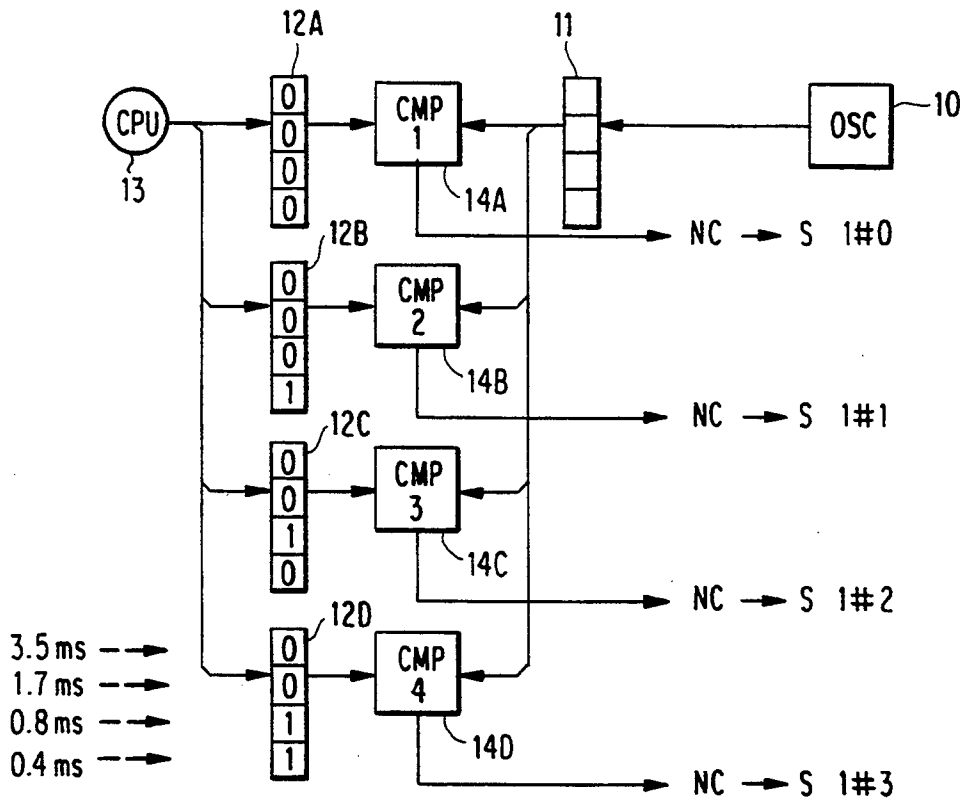 12A
11
CPU
13
0
0
0
0
CMP
1
14A
OSC
10
NC S 1#0
12B
0
0
0
1
CMP
2
14B
NC S 1#1
12C
0
0
1
0
CMP
3
14C
NC S 1#2
12D
0
0
1
1
CMP
4
14D
NC S 1#3
3.5 ms
1.7 ms
0.8 ms
0.4 ms